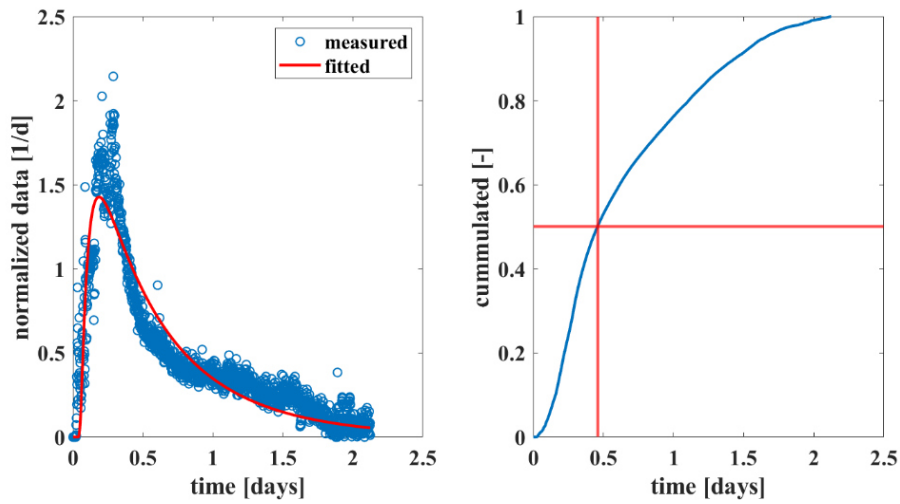 2.5
2
1.5
1
0.5
0
normalized data [1/d]
measured
fitted
0 0.5 1 1.5 2 2.5
time [days]
1
0.8
0.6
0.4
0.2
0
cummulated [-]
0 0.5 1 1.5 2 2.5
time [days]